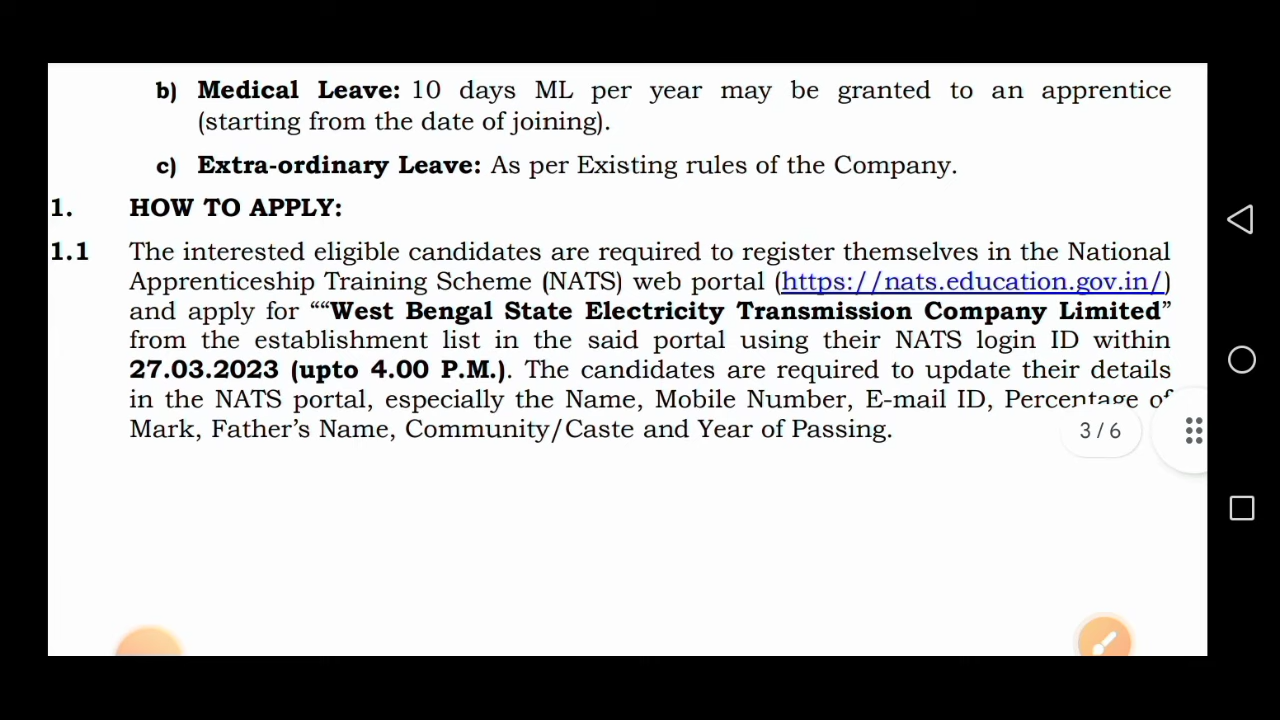 b) Medical Leave: 10 days ML per year may be granted to an apprentice
(starting from the date of joining).
c) Extra-ordinary Leave: As per Existing rules of the Company.
1. HOW TO APPLY:
1.1 The interested eligible candidates are required to register themselves in the National
Apprenticeship Training Scheme (NATS) web portal (https://nats.education.gov.in/)
and apply for ““West Bengal State Electricity Transmission Company Limited”
from the establishment list in the said portal using their NATS login ID within
27.03.2023 (upto 4.00 P.M.). The candidates are required to update their details
in the NATS portal, especially the Name, Mobile Number, E-mail ID, Percentage of
Mark, Father’s Name, Community/Caste and Year of Passing.
3 / 6